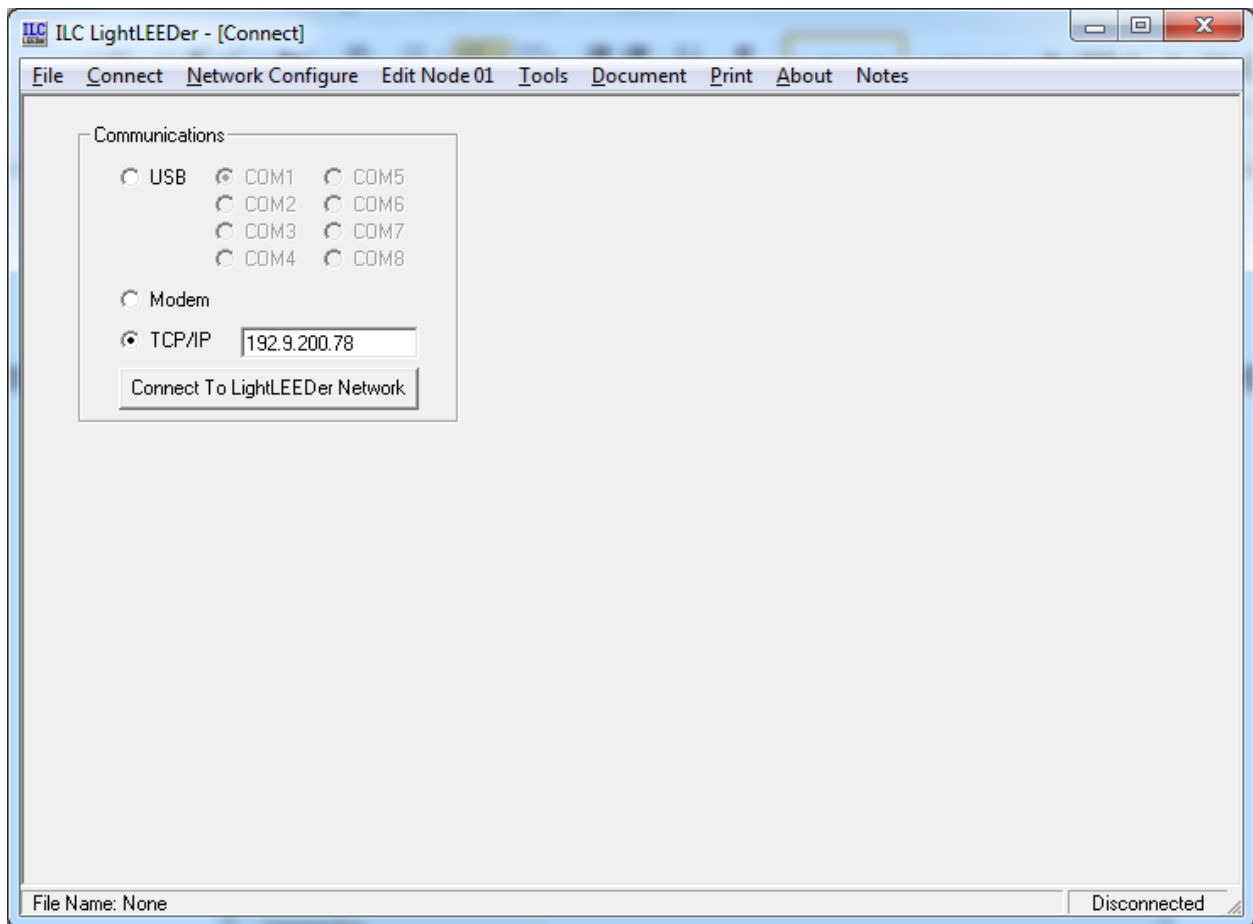 ILC LightLEEDer - [Connect]
File Connect Network Configure Edit Node 01 Tools Document Print About Notes
Communications
USB COM1 COM5
COM2 COM6
COM3 COM7
COM4 COM8
Modem
TCP/IP 192.9.200.78
Connect To LightLEEDer Network
File Name: None Disconnected